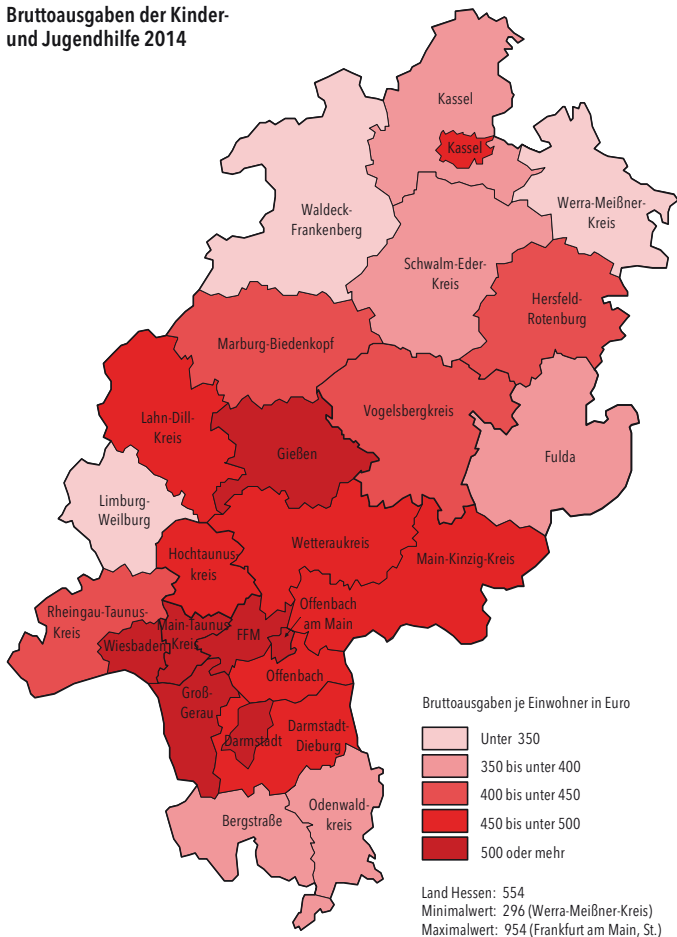 Bruttoausgaben der Kinder-
und Jugendhilfe 2014
Kassel
Kassel
Waldeck-
Frankenberg
Werra-Meißner-
Kreis
Schwalm-Eder-
Kreis
Hersfeld-
Rotenburg
Marburg-Biedenkopf
Lahn-Dill-
Kreis
Vogelsbergkreis
Gießen
Fulda
Limburg-
Weilburg
Wetteraukreis
Hochtaunus-
kreis
Main-Kinzig-Kreis
Rheingau-Taunus-
Kreis
Main-Taunus-
Kreis
Wiesbaden
FFM
Offenbach
am Main
Offenbach
Groß-
Gerau
Darmstadt
Darmstadt-
Dieburg
Bergstraße
Odenwald-
kreis
Bruttoausgaben je Einwohner in Euro
Unter 350
350 bis unter 400
400 bis unter 450
450 bis unter 500
500 oder mehr
Land Hessen: 554
Minimalwert: 296 (Werra-Meißner-Kreis)
Maximalwert: 954 (Frankfurt am Main, St.)